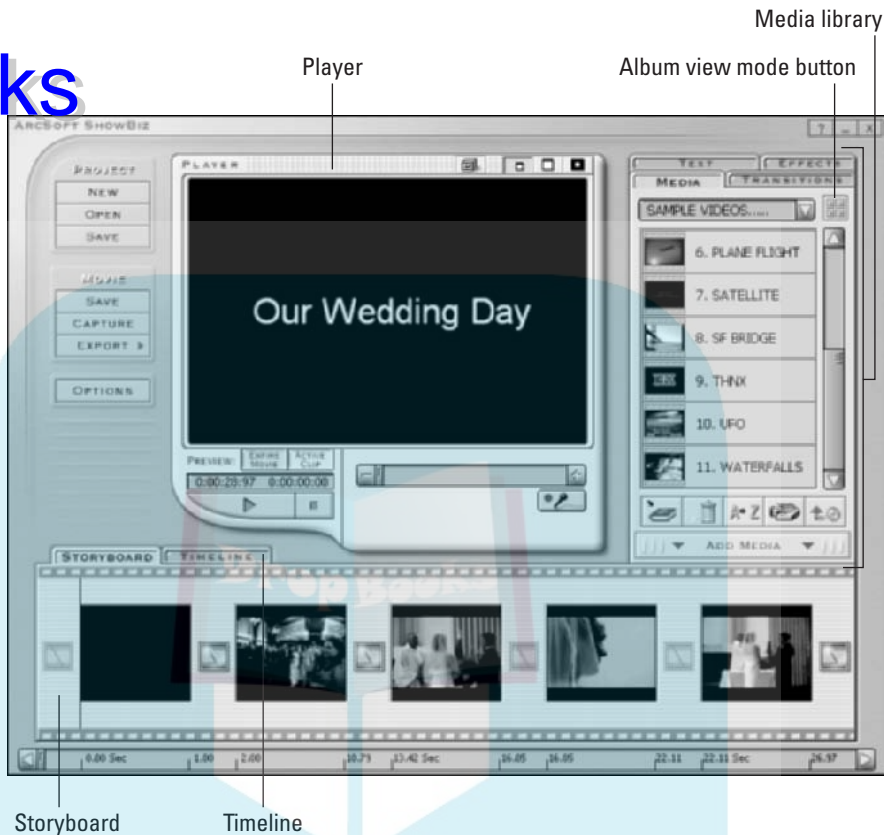 Media library
Player
Album view mode button
ks
ARCSOFT SHOWBIZ
? - X
PROJECT
NEW
OPEN
SAVE
MOVIE
SAVE
CAPTURE
EXPORT
OPTIONS
PLAYER
Our Wedding Day
PREVIEW:
ENTIRE MOVIE
ACTIVE CLIP
0:00:28:97 0:00:00:00
TEXT
EFFECTS
MEDIA
TRANSITIONS
SAMPLE VIDEOS.....
6. PLANE FLIGHT
7. SATELLITE
8. SF BRIDGE
9. THNX
10. UFO
11. WATERFALLS
A Z
ADD MEDIA
STORYBOARD
TIMELINE
Drop Books
0.00 Sec 1.00 2.00 10.79 13.42 Sec 16.05 16.05 22.11 22.11 Sec 26.97
Storyboard
Timeline